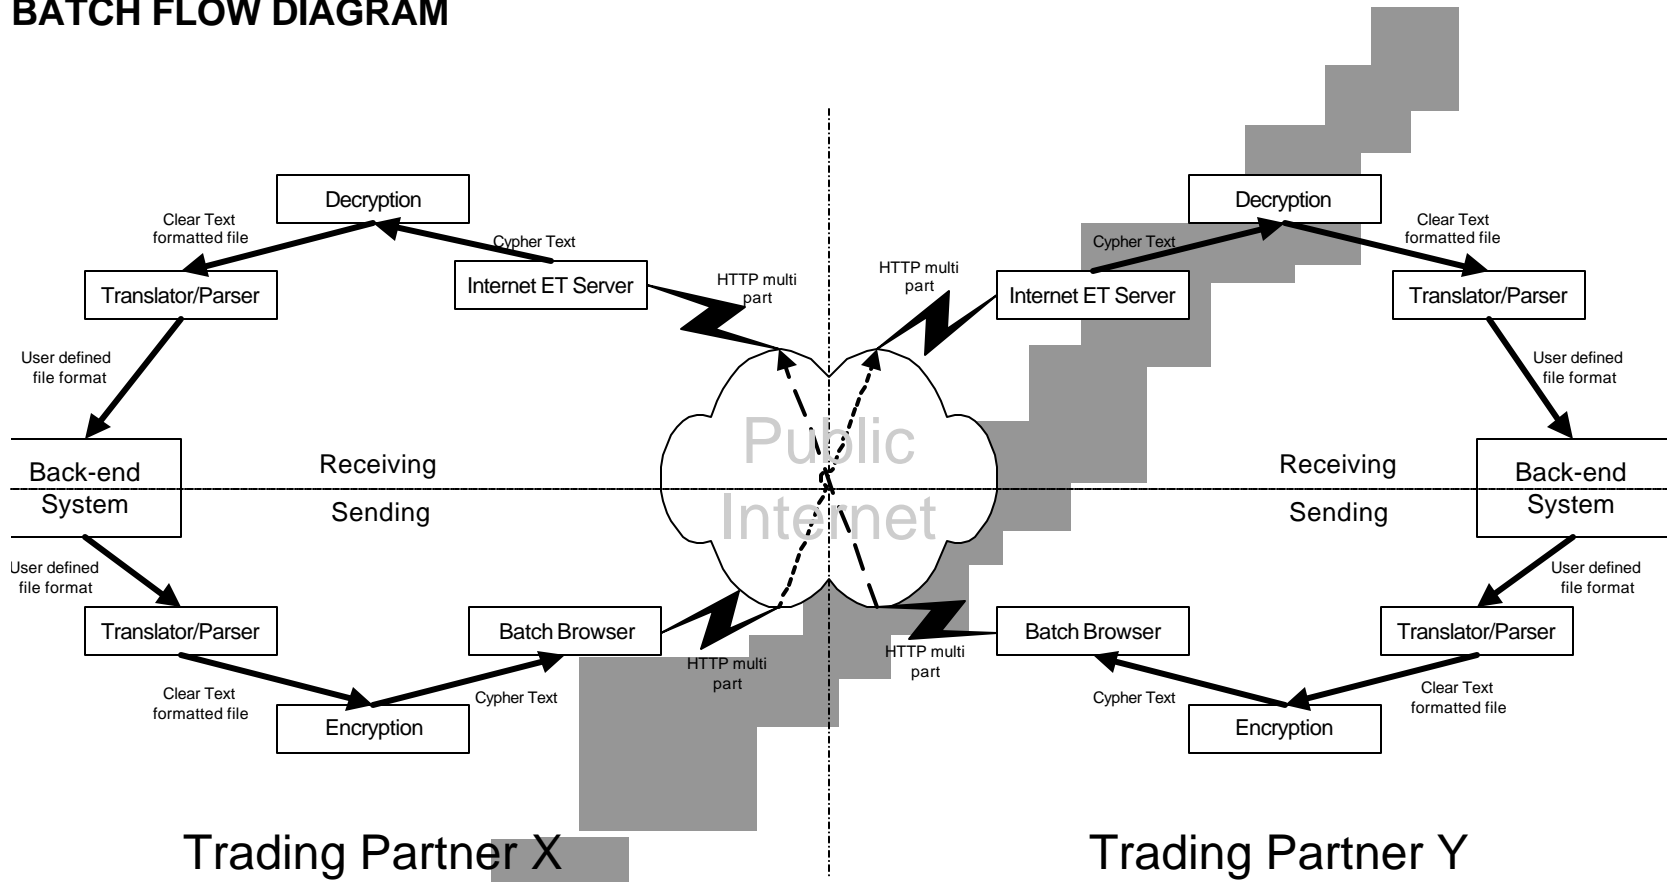 BATCH FLOW DIAGRAM
Decryption
Clear Text
formatted file
Cypher Text
Translator/Parser
Internet ET Server
HTTP multi
part
User defined
file format
Back-end
System
Receiving
Sending
User defined
file format
Translator/Parser
Batch Browser
HTTP multi
part
Clear Text
formatted file
Cypher Text
Encryption
Public
Internet
Decryption
Cypher Text
Clear Text
formatted file
HTTP multi
part
Internet ET Server
Translator/Parser
User defined
file format
Receiving
Back-end
System
Sending
User defined
file format
Batch Browser
Translator/Parser
HTTP multi
part
Cypher Text
Clear Text
formatted file
Encryption
Trading Partner X
Trading Partner Y